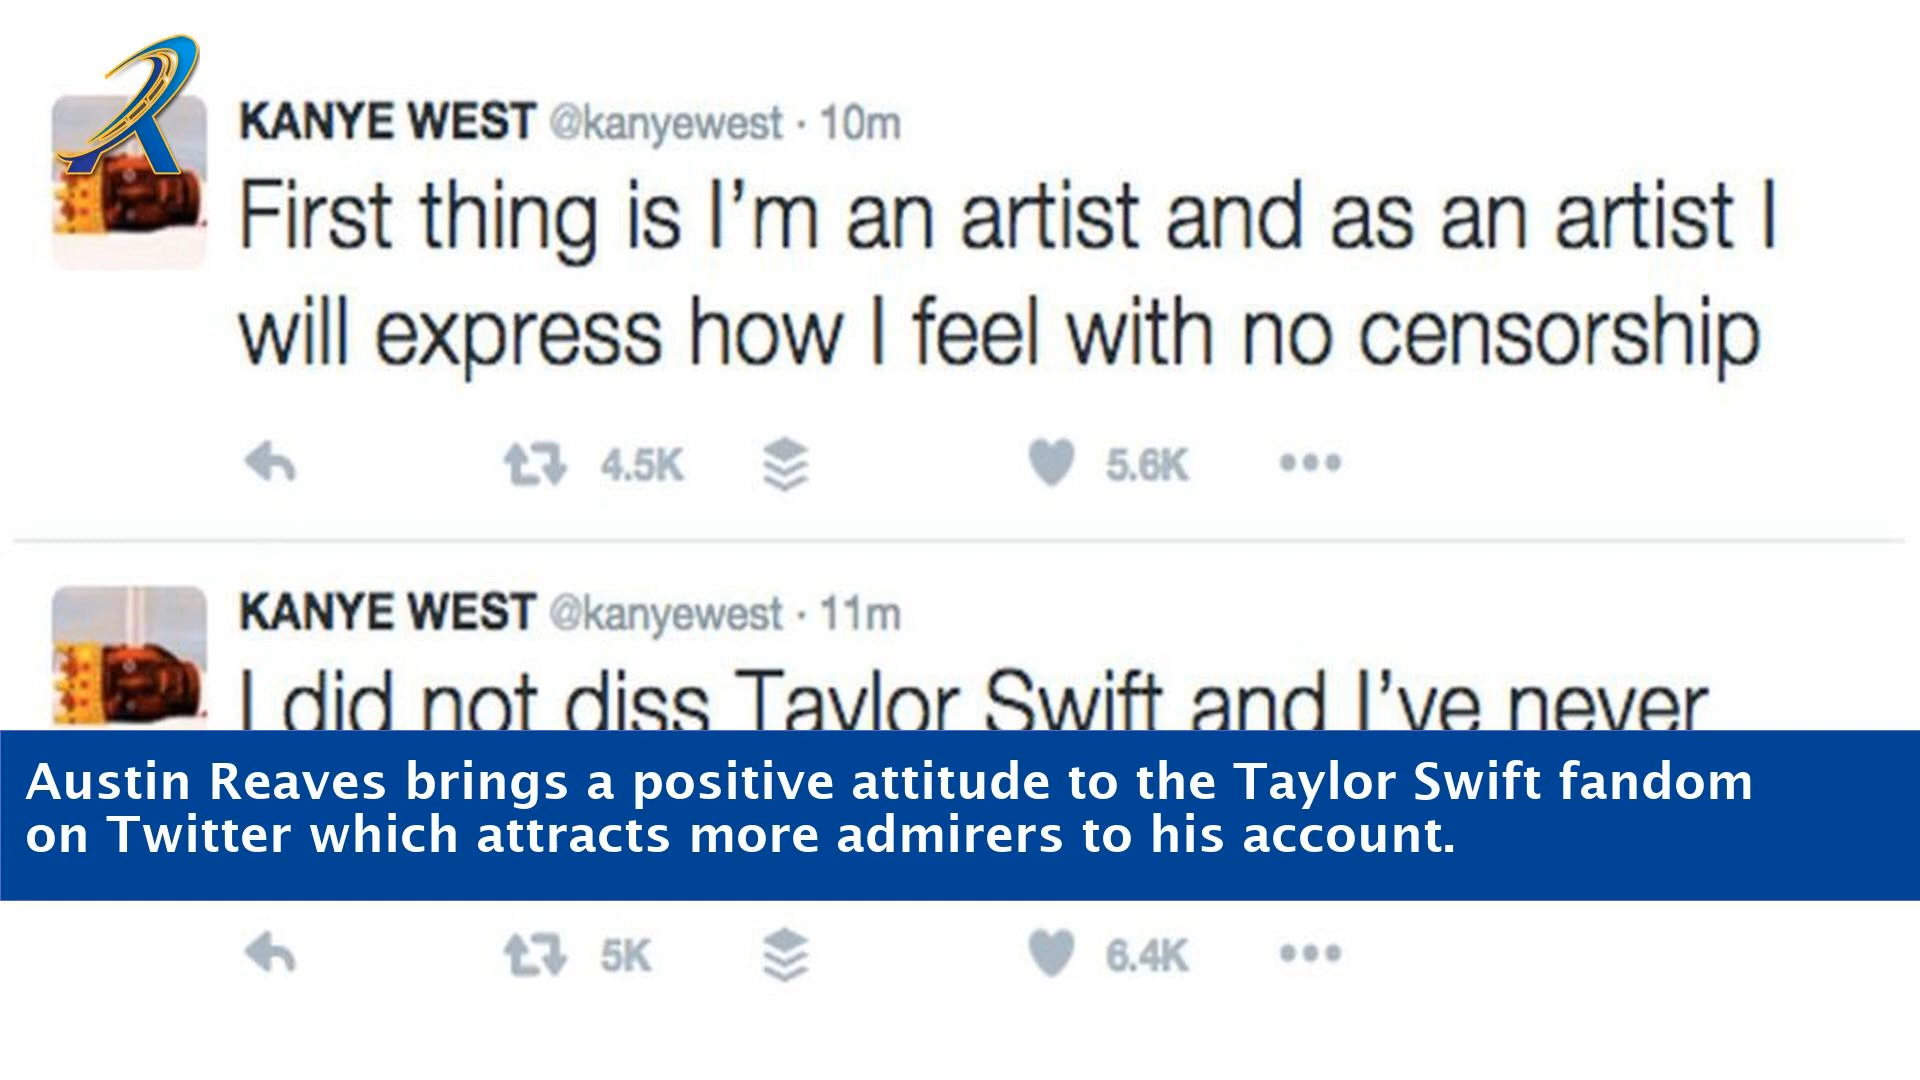 KANYE WEST @kanyewest · 10m
First thing is I'm an artist and as an artist I
will express how I feel with no censorship
4.5K 5.6K •••
KANYE WEST @kanyewest · 11m
I did not diss Taylor Swift and I've never
Austin Reaves brings a positive attitude to the Taylor Swift fandom
on Twitter which attracts more admirers to his account.
5K 6.4K •••